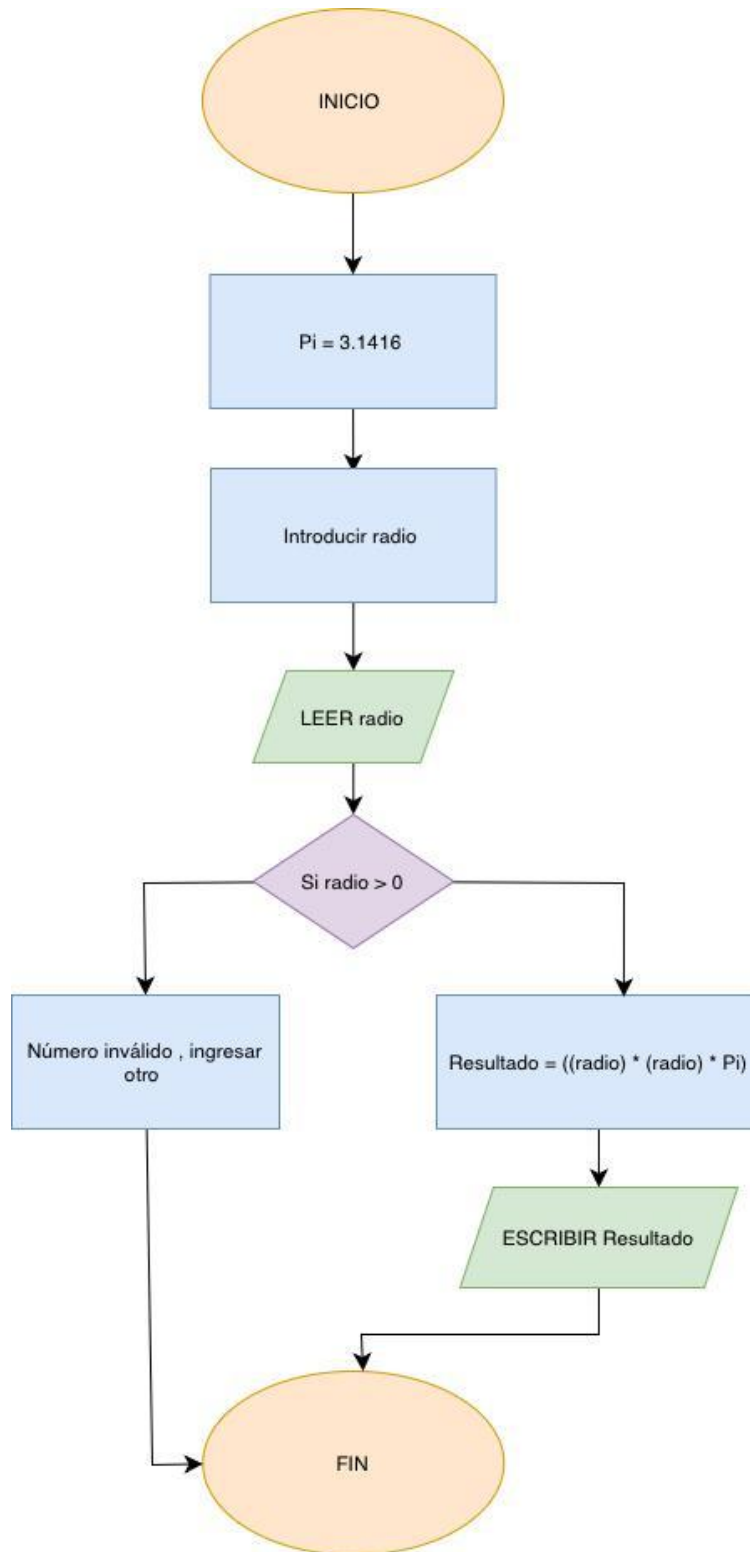 INICIO
Pi = 3.1416
Introducir radio
LEER radio
Si radio > 0
Número inválido , ingresar
otro
Resultado = ((radio) * (radio) * Pi)
ESCRIBIR Resultado
FIN